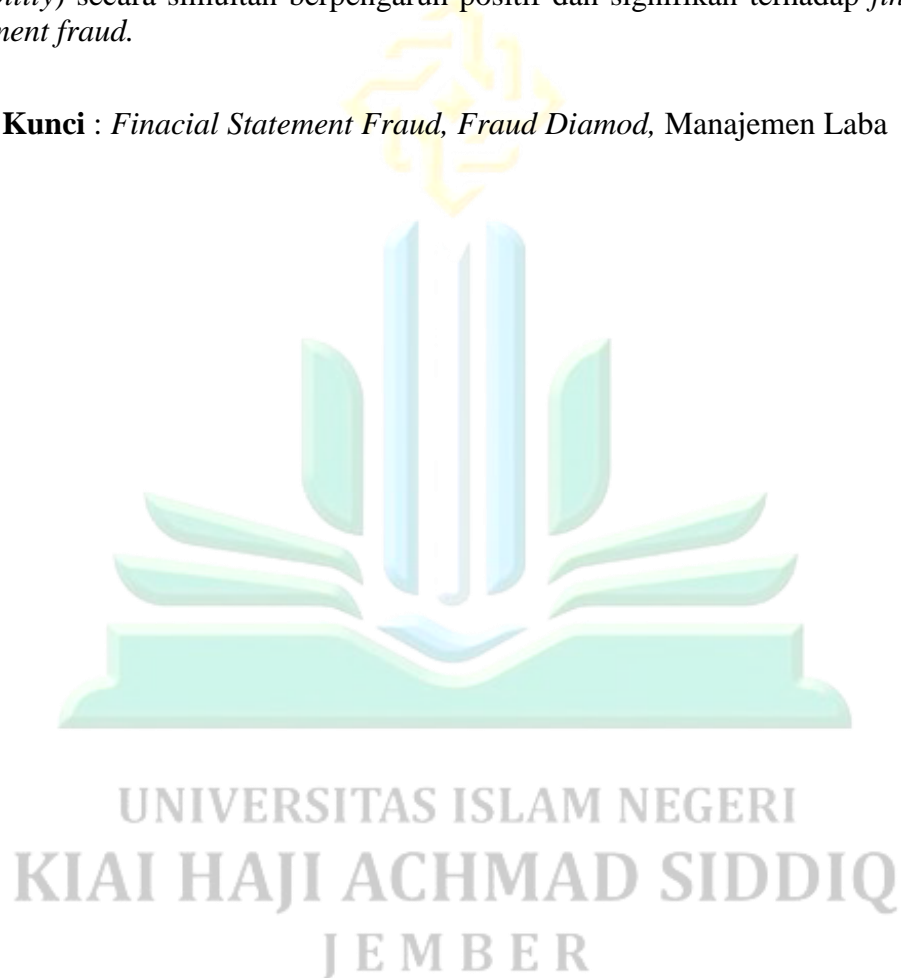 secara simultan berpengaruh positif dan signifikan terhadap
fraud.
Kunci : Finacial Statement Fraud, Fraud Diamod, Manajemen Laba
UNIVERSITAS ISLAM NEGERI
KIAI HAJI ACHMAD SIDDIQ
JEMBER